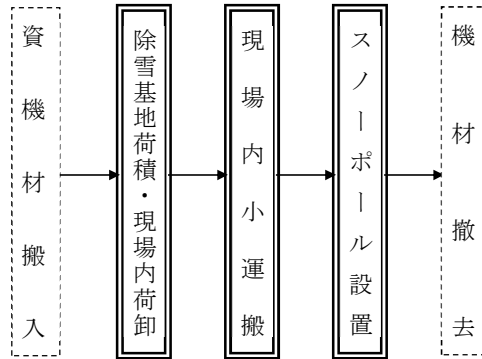 資機材搬入
除雪基地荷積・現場内荷卸
現場内小運搬
スノーポール設置
機材撤去